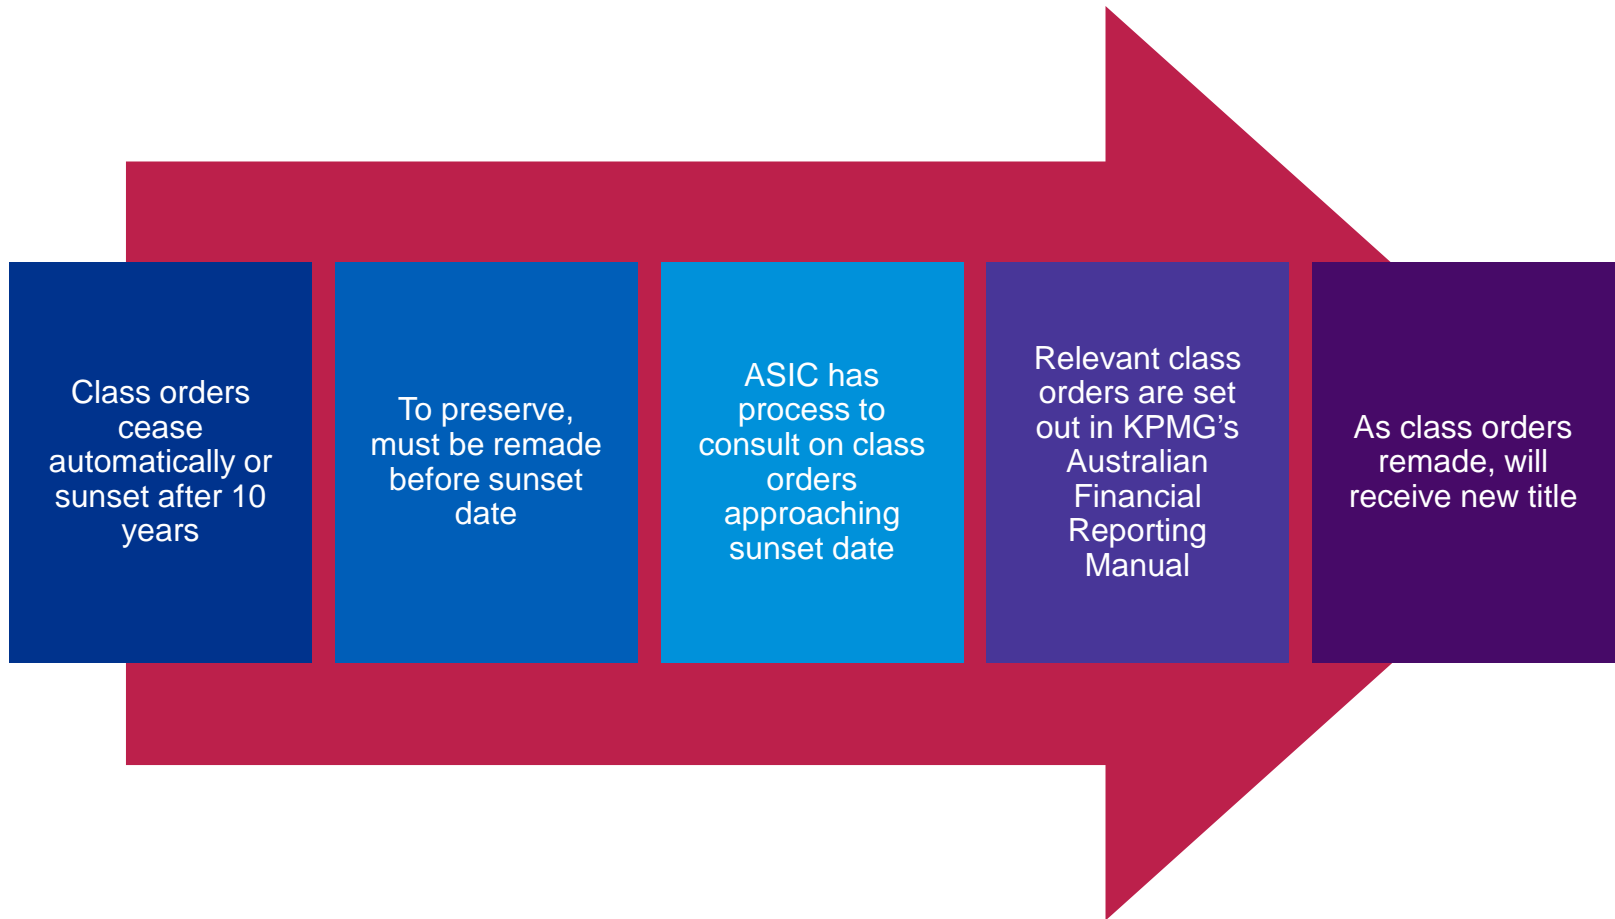 Class orders
cease
automatically or
sunset after 10
years
To preserve,
must be remade
before sunset
date
ASIC has
process to
consult on class
orders
approaching
sunset date
Relevant class
orders are set
out in KPMG’s
Australian
Financial
Reporting
Manual
As class orders
remade, will
receive new title